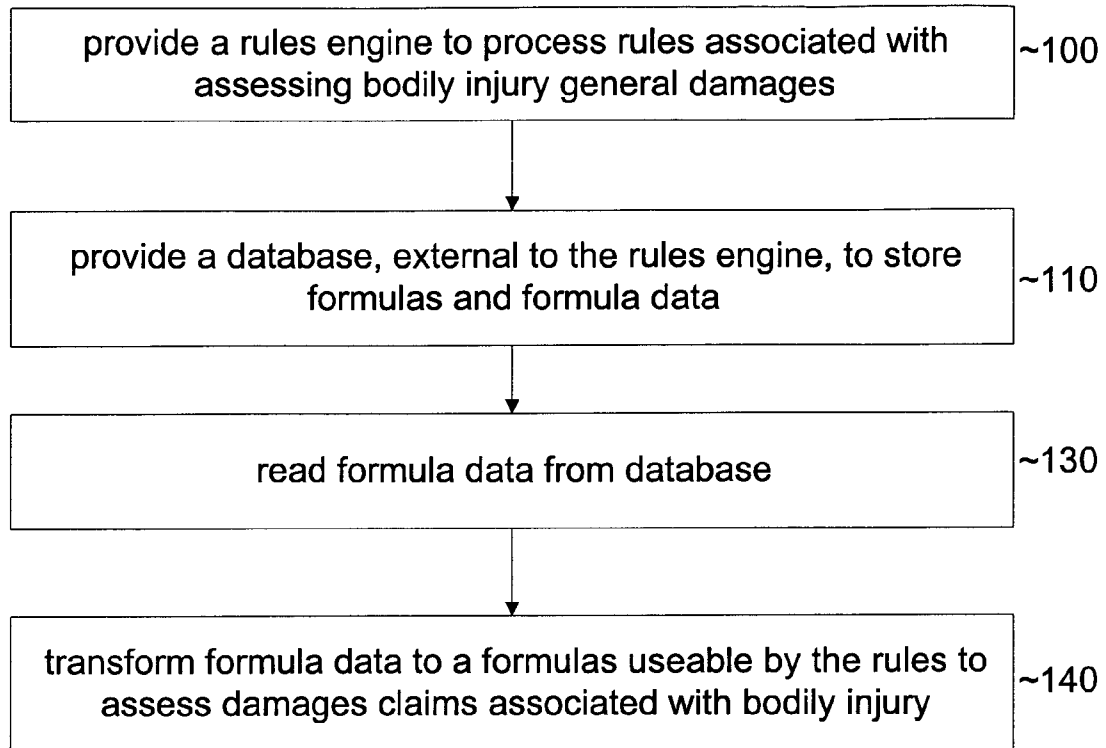 provide a rules engine to process rules associated with
assessing bodily injury general damages
~100
provide a database, external to the rules engine, to store
formulas and formula data
~110
read formula data from database
~130
transform formula data to a formulas useable by the rules to
assess damages claims associated with bodily injury
~140